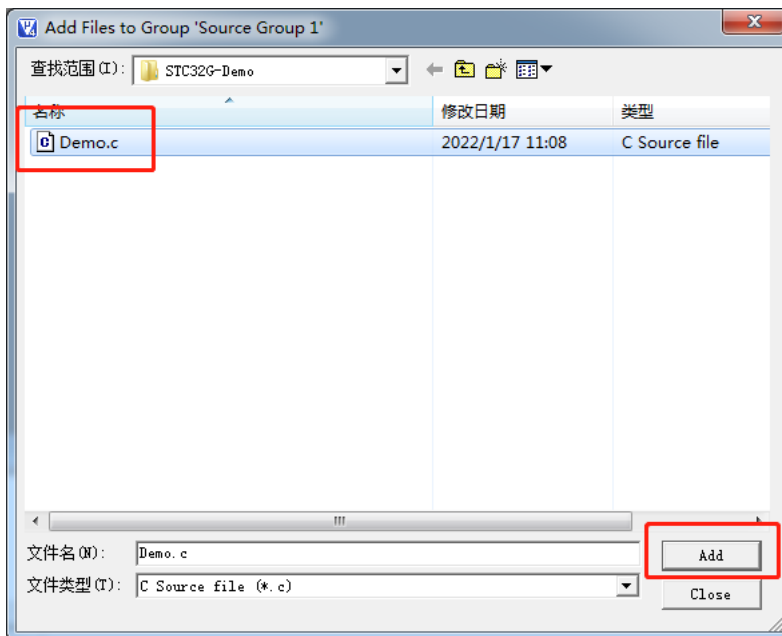 Add Files to Group 'Source Group 1'
查找范围(I): STC32G-Demo
名称 修改日期 类型
Demo.c 2022/1/17 11:08 C Source file
文件名(N): Demo.c Add
文件类型(T): C Source file (*.c) Close